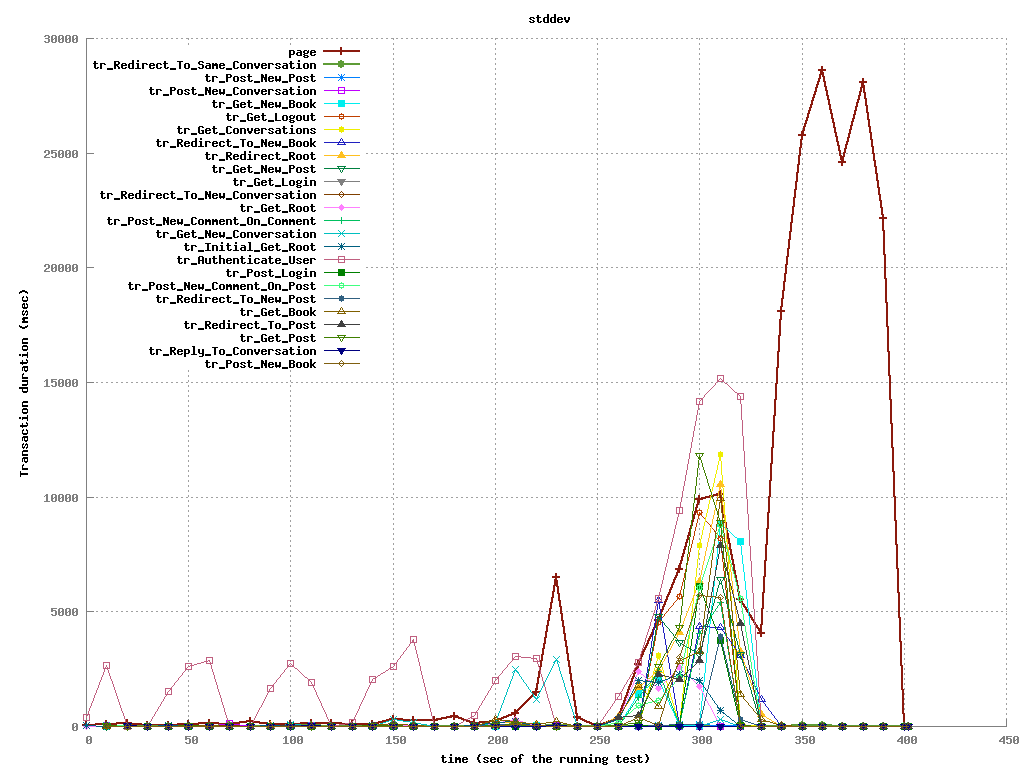 stddev
30000
25000
20000
15000
10000
5000
0
Transaction duration (msec)
page
tr_Redirect_To_Same_Conversation
tr_Post_New_Post
tr_Post_New_Conversation
tr_Get_New_Book
tr_Get_Logout
tr_Get_Conversations
tr_Redirect_To_New_Book
tr_Redirect_Root
tr_Get_New_Post
tr_Get_Login
tr_Redirect_To_New_Conversation
tr_Get_Root
tr_Post_New_Comment_On_Comment
tr_Get_New_Conversation
tr_Initial_Get_Root
tr_Authenticate_User
tr_Post_Login
tr_Post_New_Comment_On_Post
tr_Redirect_To_New_Post
tr_Get_Book
tr_Redirect_To_Post
tr_Get_Post
tr_Reply_To_Conversation
tr_Post_New_Book
0 50 100 150 200 250 300 350 400 450
time (sec of the running test)